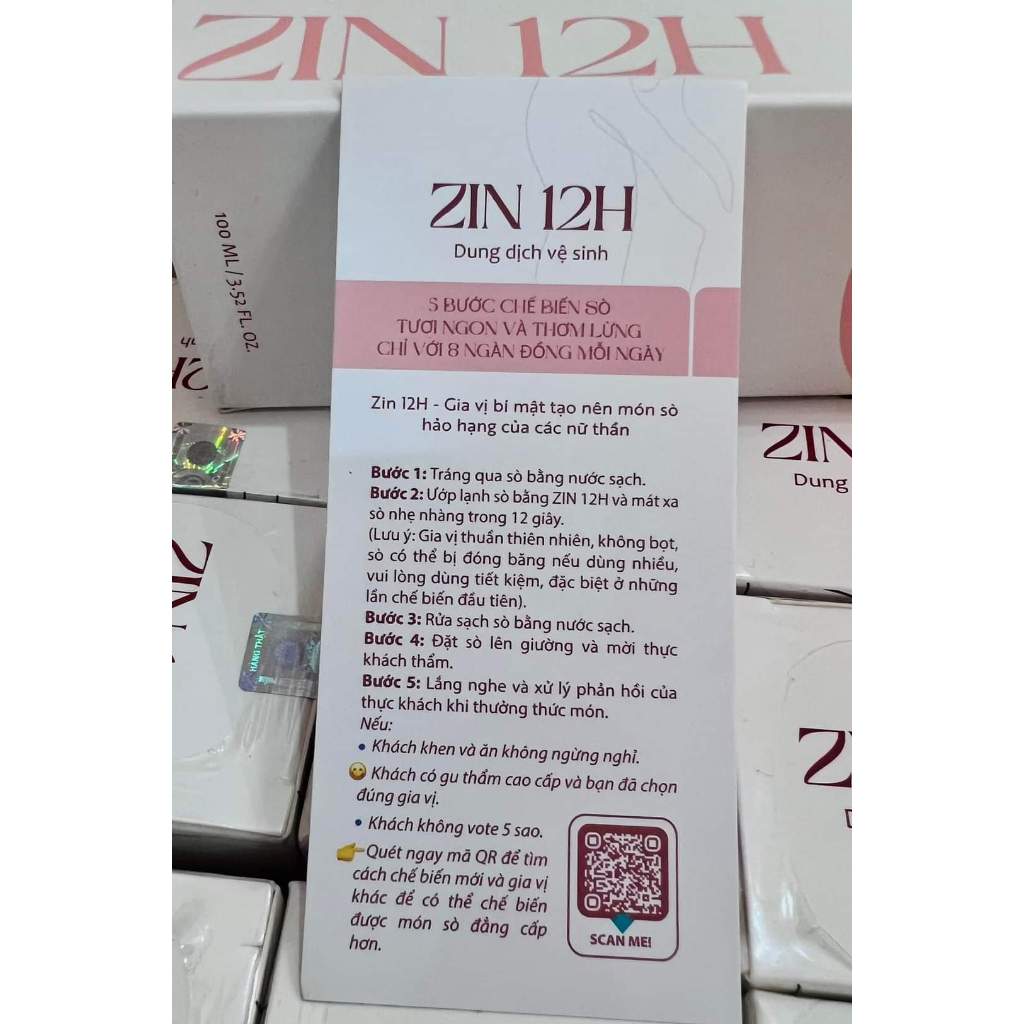 ZIN 12H
100 ML / 3.52 FL. OZ.
ZIN 12H
Dung dịch vệ sinh
5 BƯỚC CHẾ BIẾN SÒ
TƯƠI NGON VÀ THƠM LỪNG
CHỈ VỚI 8 NGÀN ĐỒNG MỖI NGÀY
Zin 12H - Gia vị bí mật tạo nên món sò
hảo hạng của các nữ thần
Bước 1: Tráng qua sò bằng nước sạch.
Bước 2: Ướp lạnh sò bằng ZIN 12H và mát xa
sò nhẹ nhàng trong 12 giây.
(Lưu ý: Gia vị thuần thiên nhiên, không bọt,
sò có thể bị đóng băng nếu dùng nhiều,
vui lòng dùng tiết kiệm, đặc biệt ở những
lần chế biến đầu tiên).
Bước 3: Rửa sạch sò bằng nước sạch.
Bước 4: Đặt sò lên giường và mời thực
khách thẩm.
Bước 5: Lắng nghe và xử lý phản hồi của
thực khách khi thưởng thức món.
Nếu:
• Khách khen và ăn không ngừng nghỉ.
😋 Khách có gu thẩm cao cấp và bạn đã chọn
đúng gia vị.
• Khách không vote 5 sao.
👉Quét ngay mã QR để tìm
cách chế biến mới và gia vị
khác để có thể chế biến
được món sò đẳng cấp
hơn.
SCAN ME!
HÀNG THẬT
ZIN
Dung